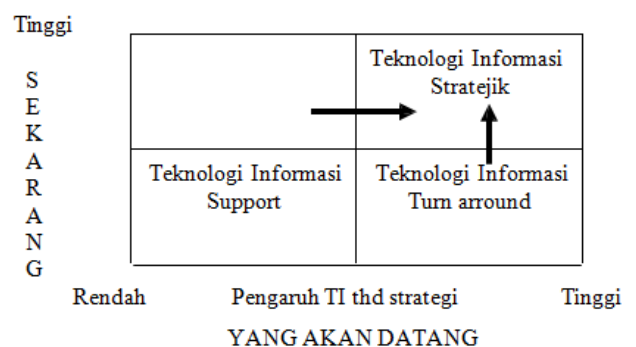 Tinggi
Teknologi Informasi
Stratejik
S
E
K
A
R
A
N
G
Teknologi Informasi
Support
Teknologi Informasi
Turn arround
Rendah
Pengaruh TI thd strategi
Tinggi
YANG AKAN DATANG